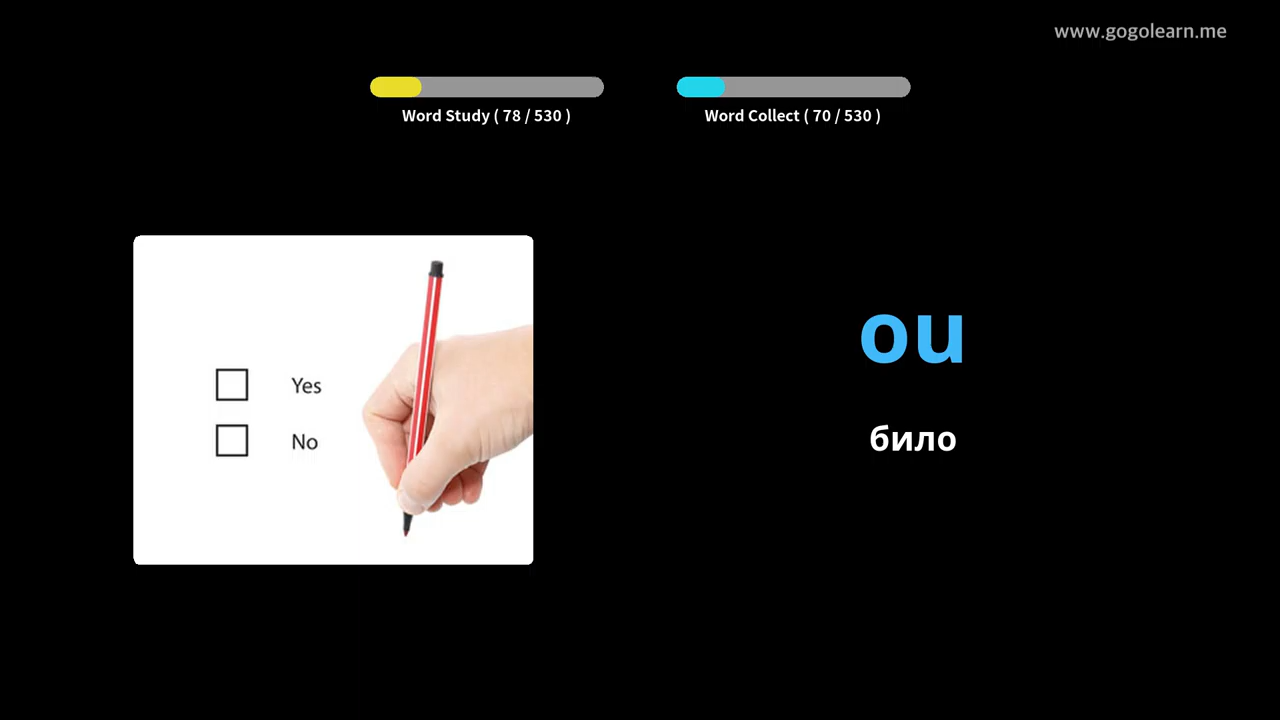 www.gogolearn.me
Word Study ( 78 / 530 )
Word Collect ( 70 / 530 )
Yes
No
ou
било